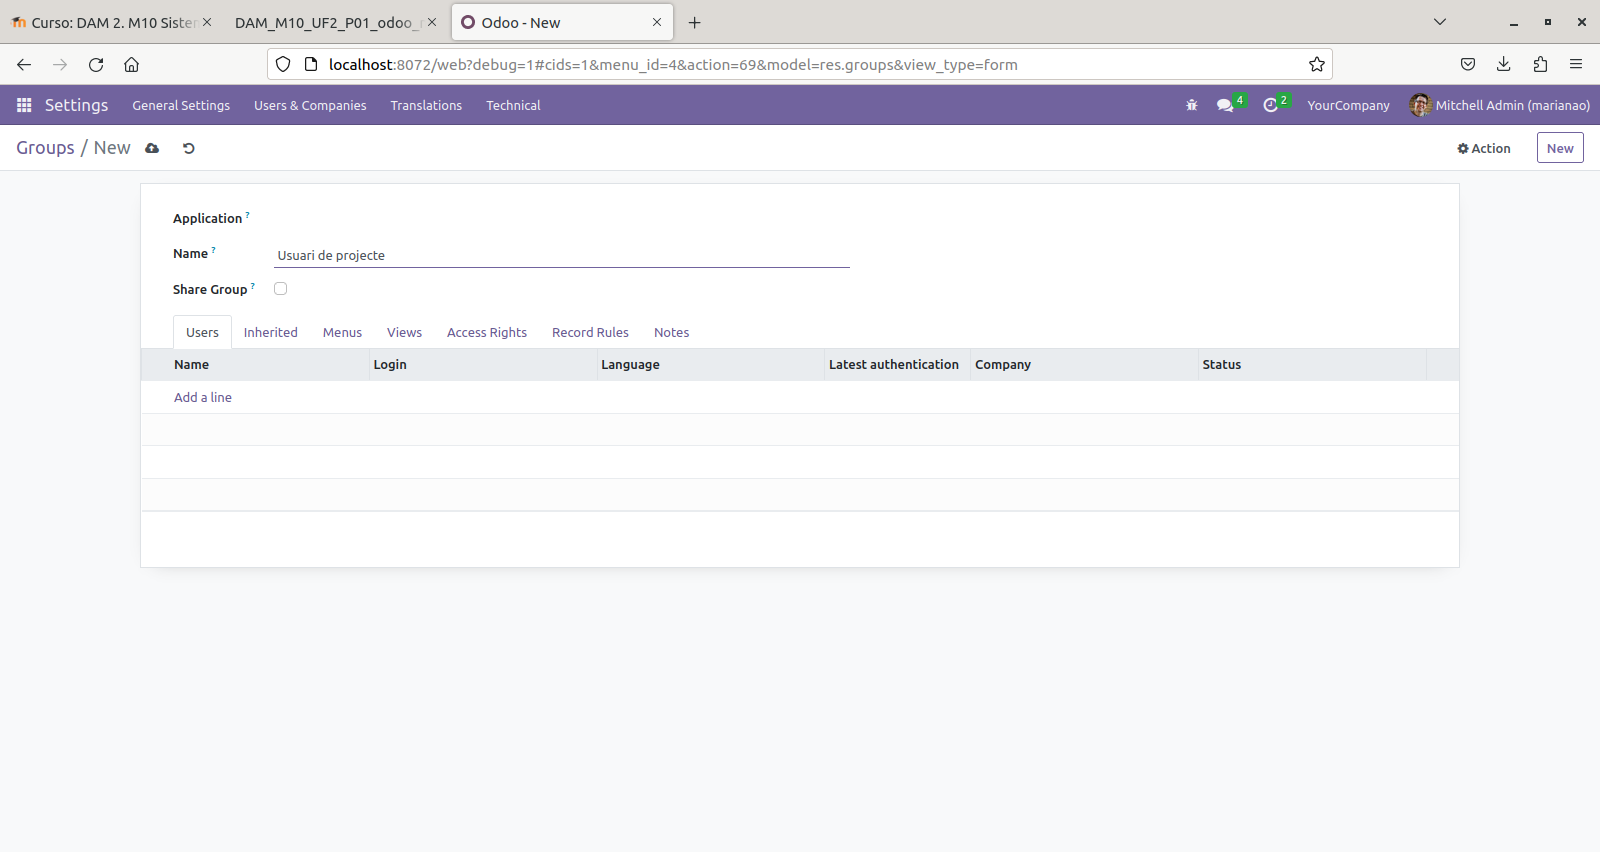 Curso: DAM 2. M10 Sister
DAM_M10_UF2_P01_odoo_
Odoo - New
localhost:8072/web?debug=1#cids=1&menu_id=4&action=69&model=res.groups&view_type=form
Settings General Settings Users & Companies Translations Technical 4 2 YourCompany Mitchell Admin (marianao)
Groups / New Action New
Application ?
Name ? Usuari de projecte
Share Group ?
Users Inherited Menus Views Access Rights Record Rules Notes
Name Login Language Latest authentication Company Status
Add a line